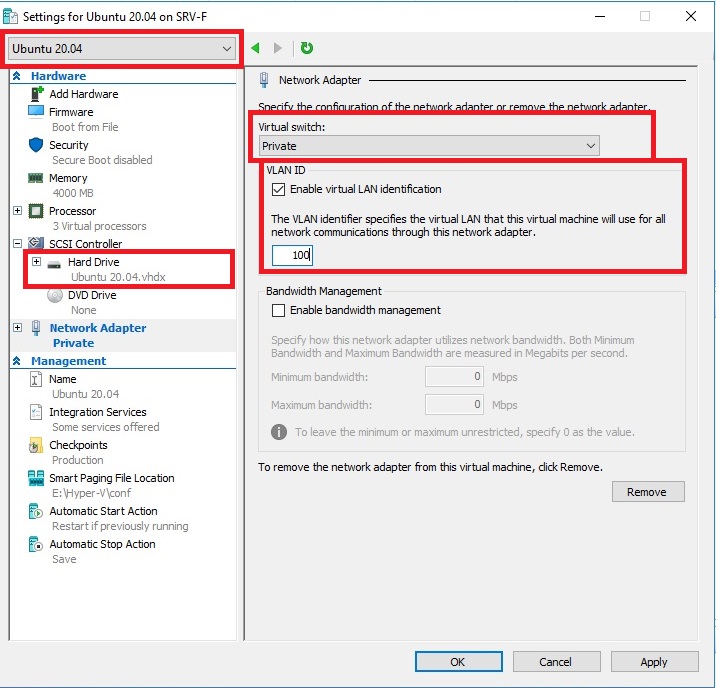 Settings for Ubuntu 20.04 on SRV-F
Ubuntu 20.04
Hardware
Add Hardware
Firmware
Boot from File
Security
Secure Boot disabled
Memory
4000 MB
Processor
3 Virtual processors
SCSI Controller
Hard Drive
Ubuntu 20.04.vhdx
DVD Drive
None
Network Adapter
Private
Management
Name
Ubuntu 20.04
Integration Services
Some services offered
Checkpoints
Production
Smart Paging File Location
E:\Hyper-V\conf
Automatic Start Action
Restart if previously running
Automatic Stop Action
Save
Network Adapter
Specify the configuration of the network adapter or remove the network adapter.
Virtual switch:
Private
VLAN ID
Enable virtual LAN identification
The VLAN identifier specifies the virtual LAN that this virtual machine will use for all
network communications through this network adapter.
100
Bandwidth Management
Enable bandwidth management
Specify how this network adapter utilizes network bandwidth. Both Minimum
Bandwidth and Maximum Bandwidth are measured in Megabits per second.
Minimum bandwidth: 0 Mbps
Maximum bandwidth: 0 Mbps
To leave the minimum or maximum unrestricted, specify 0 as the value.
To remove the network adapter from this virtual machine, click Remove.
Remove
OK Cancel Apply